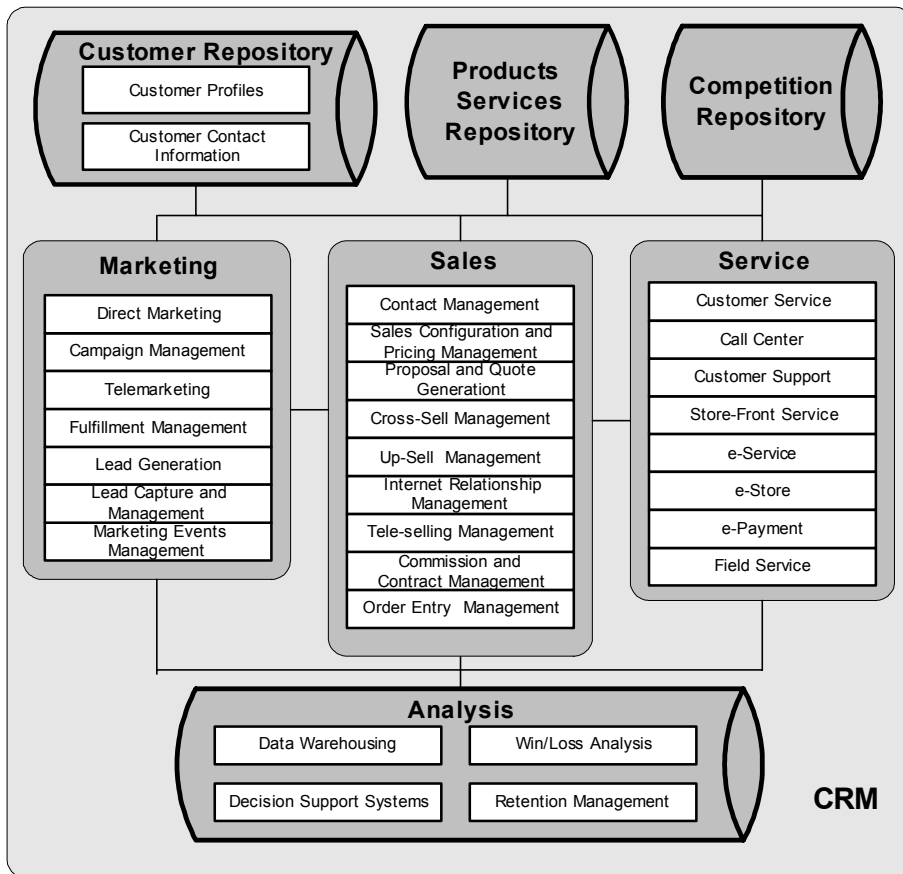 Customer Repository
Customer Profiles
Customer Contact
Information
Products
Services
Repository
Competition
Repository
Marketing
Direct Marketing
Campaign Management
Telemarketing
Fulfillment Management
Lead Generation
Lead Capture and
Management
Marketing Events
Management
Sales
Contact Management
Sales Configuration and
Pricing Management
Proposal and Quote
Generationt
Cross-Sell Management
Up-Sell Management
Internet Relationship
Management
Tele-selling Management
Commission and
Contract Management
Order Entry Management
Service
Customer Service
Call Center
Customer Support
Store-Front Service
e-Service
e-Store
e-Payment
Field Service
Analysis
Data Warehousing
Win/Loss Analysis
Decision Support Systems
Retention Management
CRM